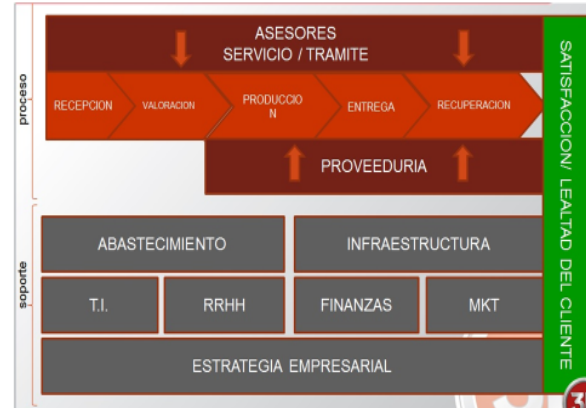 ASESORES
SERVICIO / TRAMITE
proceso
RECEPCION
VALORACION
PRODUCCIO
N
ENTREGA
RECUPERACION
PROVEEDURIA
soporte
ABASTECIMIENTO
INFRAESTRUCTURA
T.I.
RRHH
FINANZAS
MKT
ESTRATEGIA EMPRESARIAL
SATISFACCION/ LEALTAD DEL CLIENTE
3